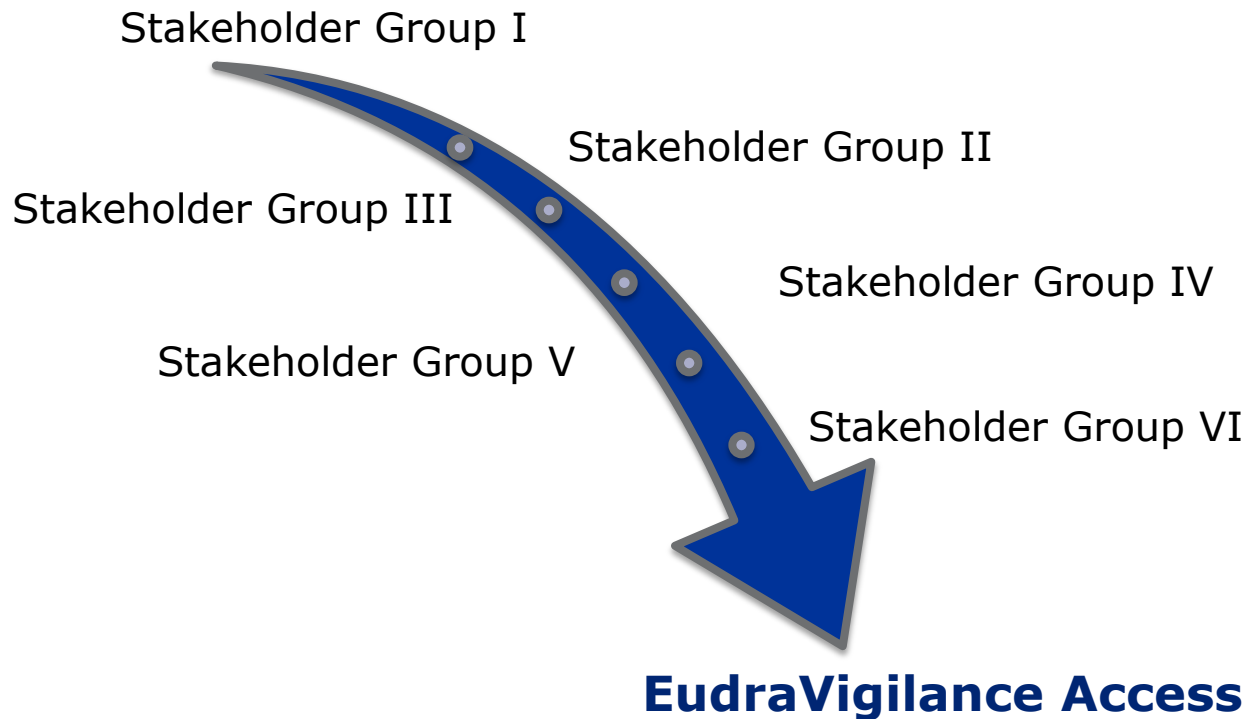 Stakeholder Group I
Stakeholder Group II
Stakeholder Group III
Stakeholder Group IV
Stakeholder Group V
Stakeholder Group VI
EudraVigilance Access